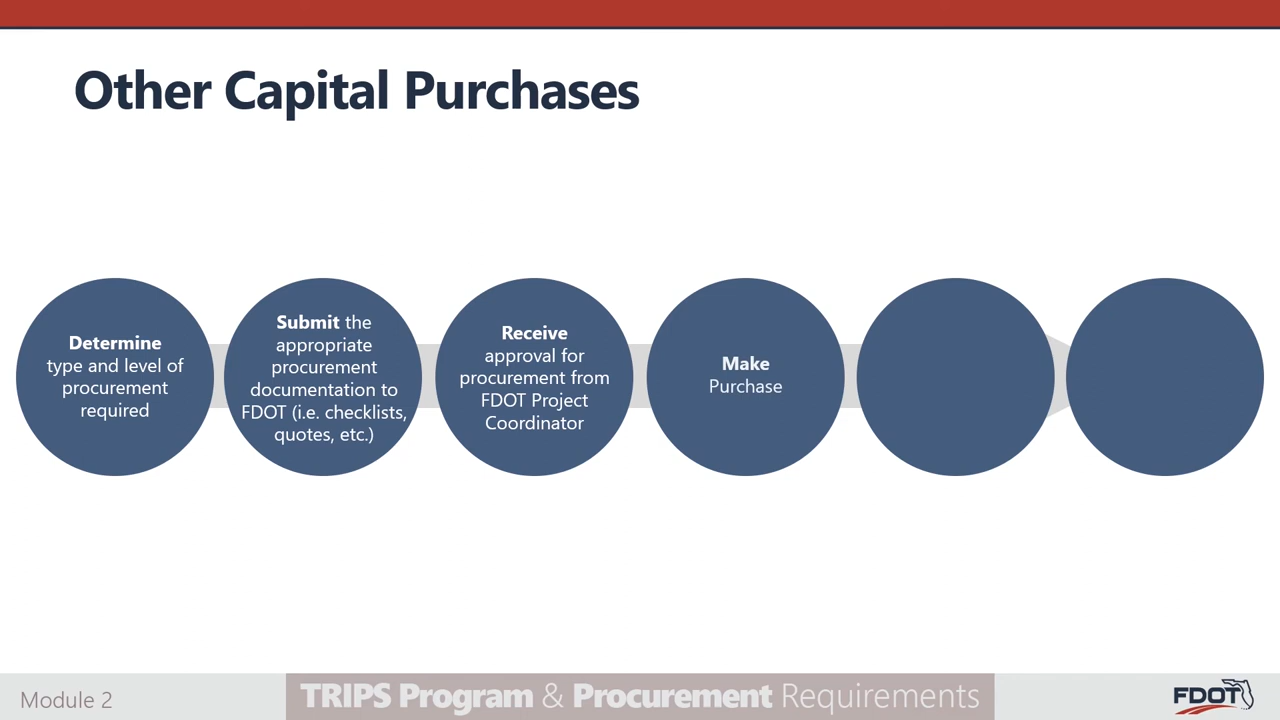 Other Capital Purchases
Determine
type and level of
procurement
required
Submit the
appropriate
procurement
documentation to
FDOT (i.e. checklists,
quotes, etc.)
Receive
approval for
procurement from
FDOT Project
Coordinator
Make
Purchase
Module 2
TRIPS Program & Procurement Requirements
FDOT